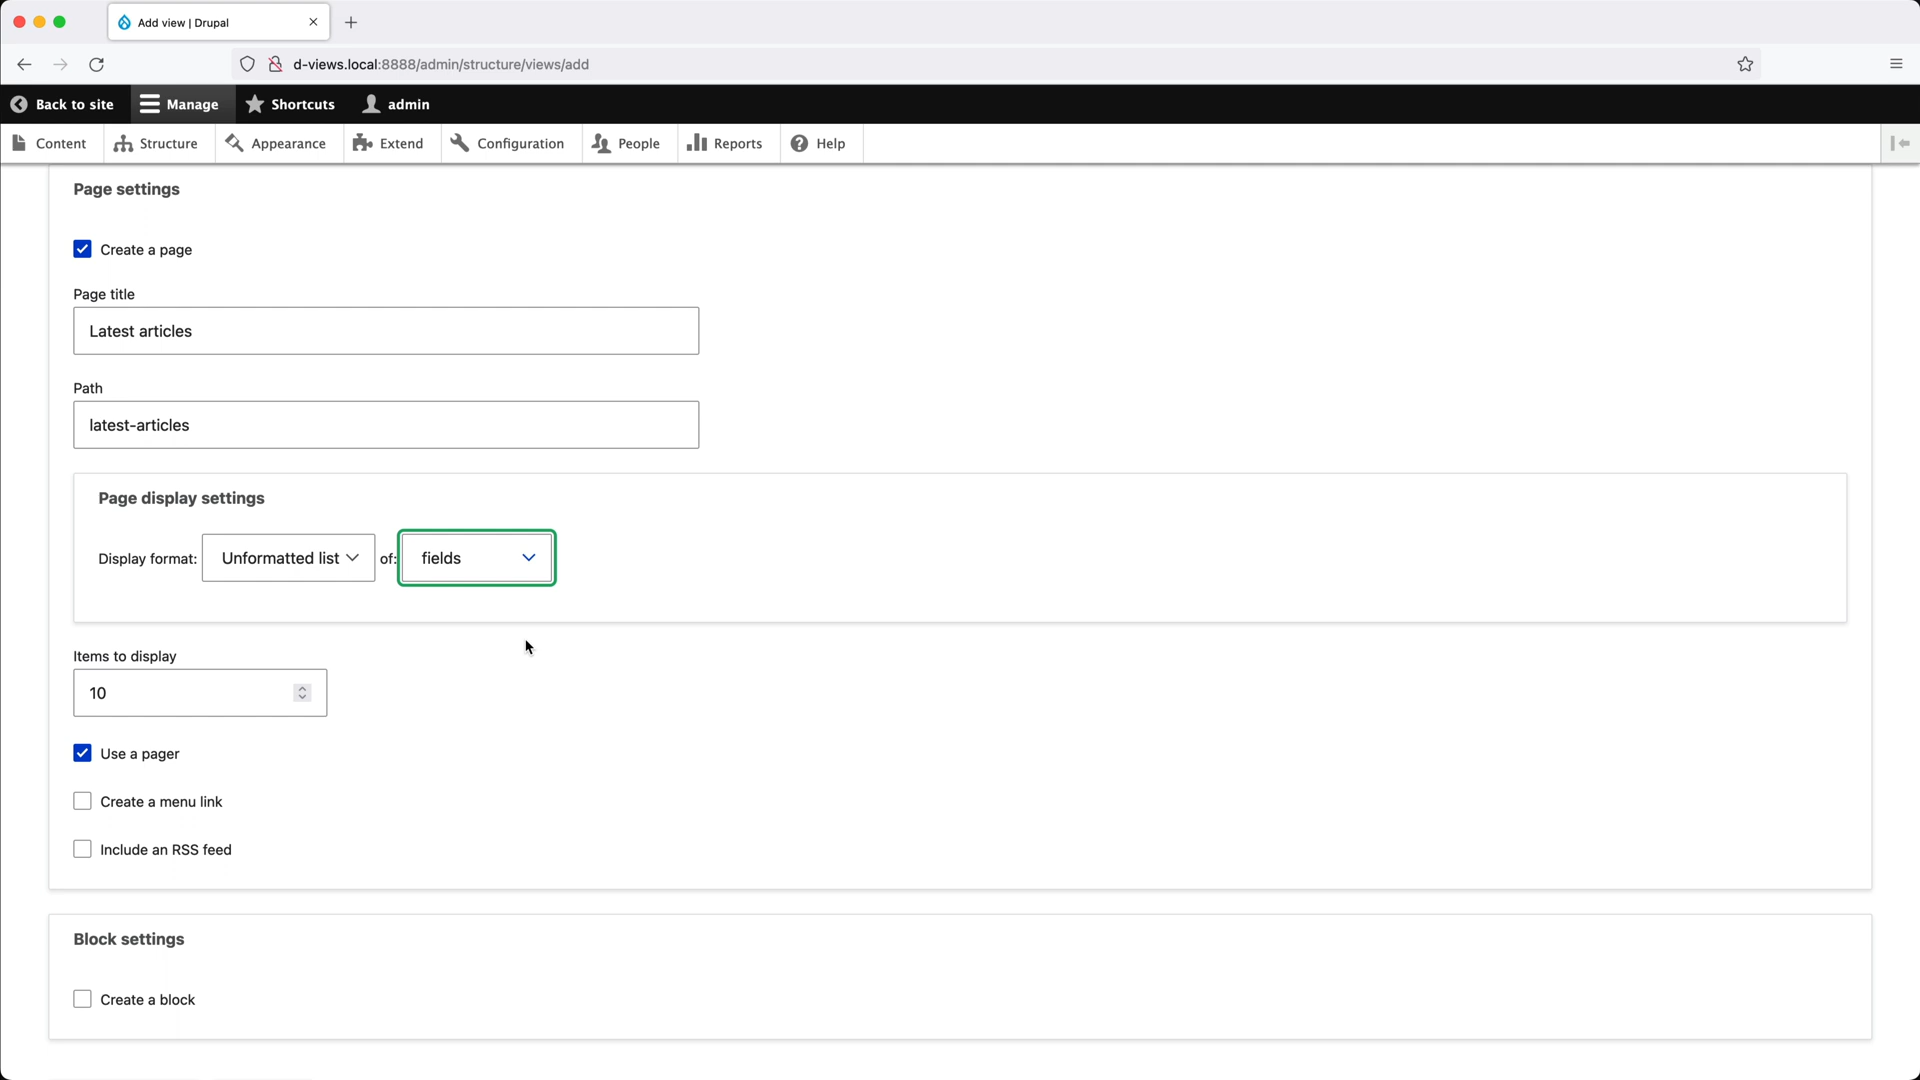 Add view | Drupal
d-views.local:8888/admin/structure/views/add
Back to site Manage Shortcuts admin
Content Structure Appearance Extend Configuration People Reports Help
Page settings
Create a page
Page title
Latest articles
Path
latest-articles
Page display settings
Display format: Unformatted list of: fields
Items to display
10
Use a pager
Create a menu link
Include an RSS feed
Block settings
Create a block